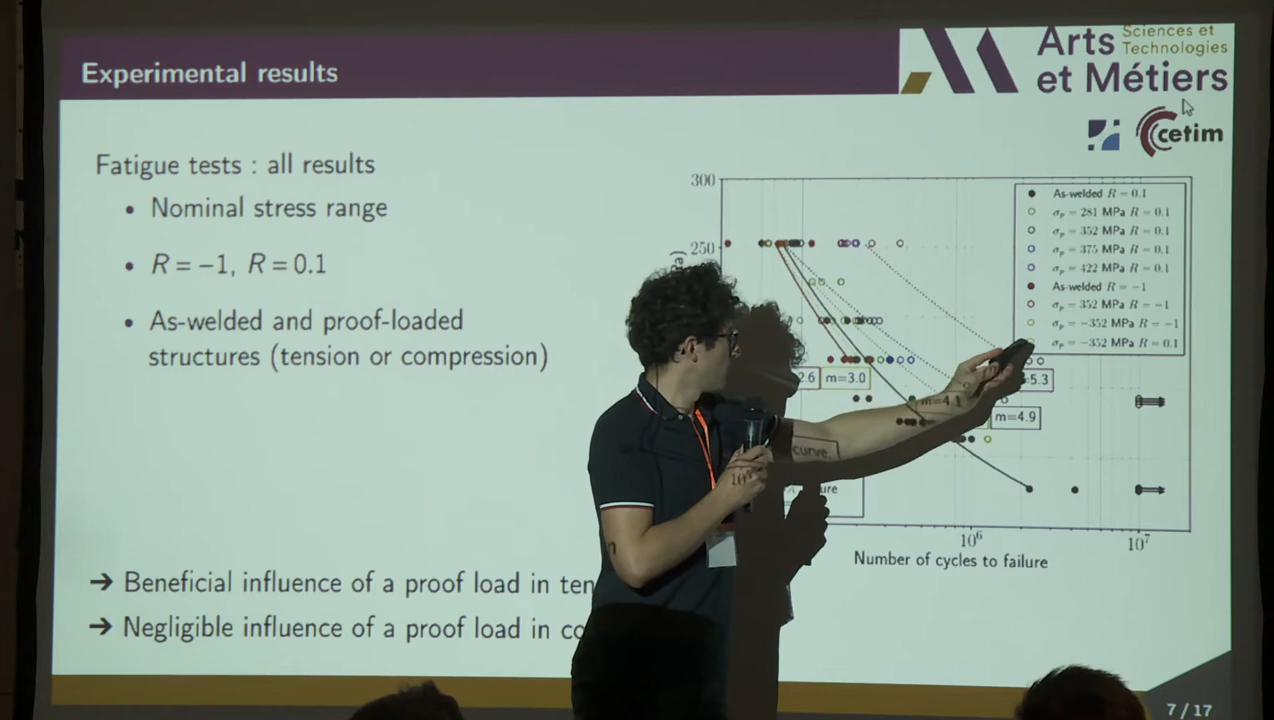 Experimental results
Arts
et Métiers
Sciences et
Technologies
cetim
Fatigue tests : all results
• Nominal stress range
• R = −1, R = 0.1
• As-welded and proof-loaded
structures (tension or compression)
→ Beneficial influence of a proof load in
→ Negligible influence of a proof load in
300
250
As-welded R = 0.1
σp = 281 MPa R = 0.1
σp = 352 MPa R = 0.1
σp = 375 MPa R = 0.1
σp = 422 MPa R = 0.1
As-welded R = −1
σp = 352 MPa R = −1
σp = −352 MPa R = −1
σp = −352 MPa R = 0.1
2.6
m=3.0
m=4.1
5.3
m=4.9
curve.
10⁶
10⁷
Number of cycles to failure
7 / 17